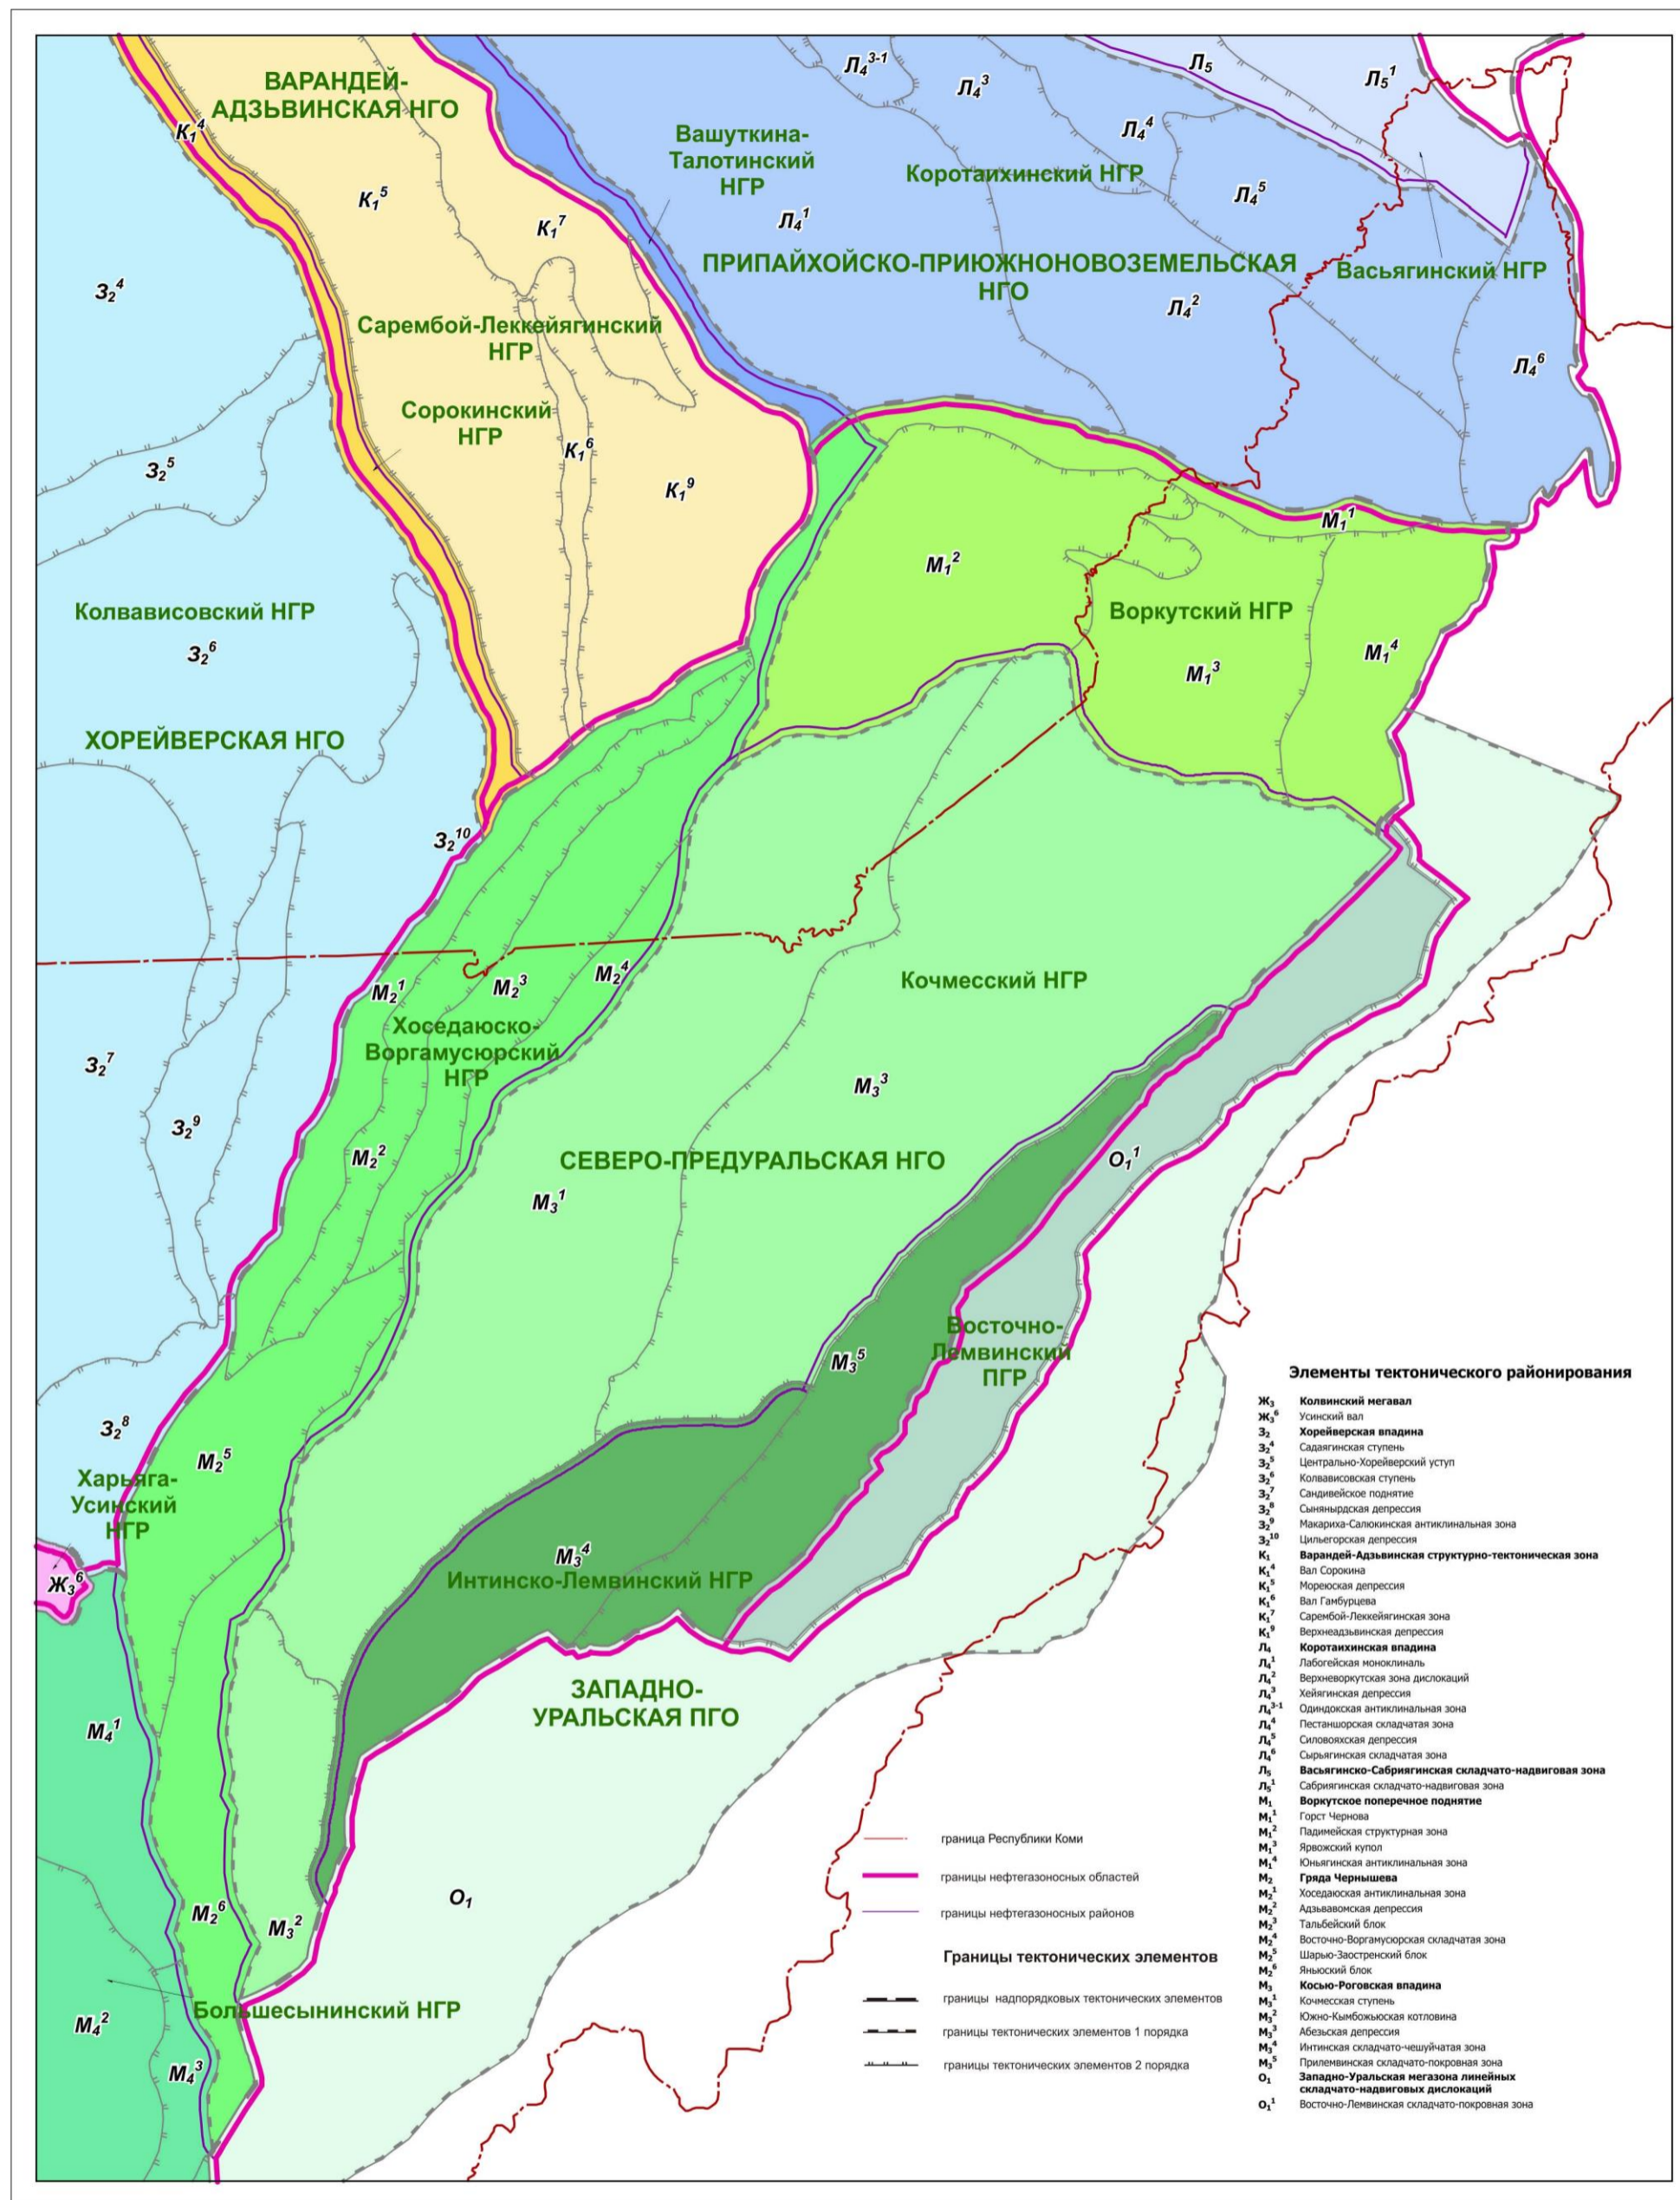 ВАРАНДЕЙ-
АДЗЬВИНСКАЯ НГО
К₁⁴
К₁⁵
К₁⁷
Вашуткина-
Талотинский
НГР
Л₄³⁻¹
Л₄³
Л₅
Л₅¹
Л₄⁴
Коротаихинский НГР
Л₄⁵
Л₄¹
ПРИПАЙХОЙСКО-ПРИЮЖНОНОВОЗЕМЕЛЬСКАЯ
НГО
Васьягинский НГР
Л₄²
Л₄⁶
З₂⁴
Сарембой-Леккейягинский
НГР
Сорокинский
НГР
К₁⁶
К₁⁹
З₂⁵
М₁¹
М₁²
Колвависовский НГР
З₂⁶
Воркутский НГР
М₁³
М₁⁴
ХОРЕЙВЕРСКАЯ НГО
З₂¹⁰
М₂¹
М₂³
М₂⁴
Кочмесский НГР
Хоседаюско-
Воргамусюрский
НГР
З₂⁷
М₃³
З₂⁹
М₂²
СЕВЕРО-ПРЕДУРАЛЬСКАЯ НГО
О₁¹
М₃¹
Восточно-
Лемвинский
ПГР
М₃⁵
З₂⁸
М₂⁵
Харьяга-
Усинский
НГР
Ж₃⁶
М₃⁴
Интинско-Лемвинский НГР
ЗАПАДНО-
УРАЛЬСКАЯ ПГО
М₄¹
О₁
М₂⁶
М₃²
Большесынинский НГР
М₄²
М₄³
граница Республики Коми
границы нефтегазоносных областей
границы нефтегазоносных районов
Границы тектонических элементов
границы надпорядковых тектонических элементов
границы тектонических элементов 1 порядка
границы тектонических элементов 2 порядка
Элементы тектонического районирования
Ж₃ Колвинский мегавал
Ж₃⁶ Усинский вал
З₂ Хорейверская впадина
З₂⁴ Садаягинская ступень
З₂⁵ Центрально-Хорейверский уступ
З₂⁶ Колвависовская ступень
З₂⁷ Сандивейское поднятие
З₂⁸ Сынянырдская депрессия
З₂⁹ Макариха-Салюкинская антиклинальная зона
З₂¹⁰ Цильегорская депрессия
К₁ Варандей-Адзьвинская структурно-тектоническая зона
К₁⁴ Вал Сорокина
К₁⁵ Мореюская депрессия
К₁⁶ Вал Гамбурцева
К₁⁷ Сарембой-Леккейягинская зона
К₁⁹ Верхнеадзьвинская депрессия
Л₄ Коротаихинская впадина
Л₄¹ Лабогейская моноклиналь
Л₄² Верхневоркутская зона дислокаций
Л₄³ Хейягинская депрессия
Л₄³⁻¹ Одиндокская антиклинальная зона
Л₄⁴ Пестаншорская складчатая зона
Л₄⁵ Силовояхская депрессия
Л₄⁶ Сырьягинская складчатая зона
Л₅ Васьягинско-Сабриягинская складчато-надвиговая зона
Л₅¹ Сабриягинская складчато-надвиговая зона
М₁ Воркутское поперечное поднятие
М₁¹ Горст Чернова
М₁² Падимейская структурная зона
М₁³ Ярвожский купол
М₁⁴ Юньягинская антиклинальная зона
М₂ Гряда Чернышева
М₂¹ Хоседаюская антиклинальная зона
М₂² Адзьвавомская депрессия
М₂³ Тальбейский блок
М₂⁴ Восточно-Воргамусюрская складчатая зона
М₂⁵ Шарью-Заостренский блок
М₂⁶ Яньюский блок
М₃ Косью-Роговская впадина
М₃¹ Кочмесская ступень
М₃² Южно-Кымбожьюская котловина
М₃³ Абезьская депрессия
М₃⁴ Интинская складчато-чешуйчатая зона
М₃⁵ Прилемвинская складчато-покровная зона
О₁ Западно-Уральская мегазона линейных
складчато-надвиговых дислокаций
О₁¹ Восточно-Лемвинская складчато-покровная зона